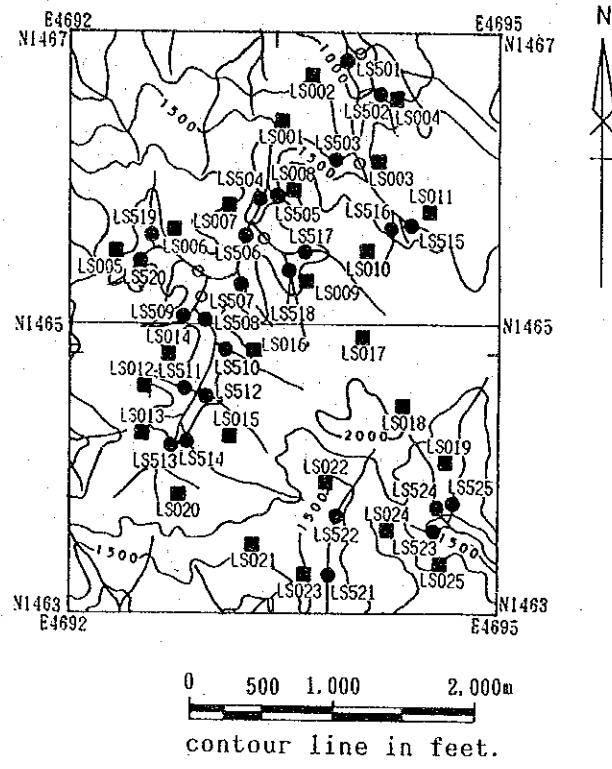 E4692 E4695
N1467 N1467 N
1000
LS501
LS002
LS502
LS004
1500
LS001
LS503
1500
LS003
LS504 LS008
LS011
LS007
LS505
LS516
LS519
LS006 LS506 LS517
LS515
LS005
LS520
LS010
LS507
LS009
LS509
LS508 LS518
N1465 N1465
LS014
LS016
LS017
LS510
LS012 LS511
LS512
LS013
LS018
LS015
2000
LS019
LS513 LS514
LS022
LS020
1500
LS524 LS525
LS024
LS522
LS523
1500
1500
LS021
LS025
LS023 LS521
N1463 N1463
E4692 E4695
0 500 1.000 2.000m
contour line in feet.